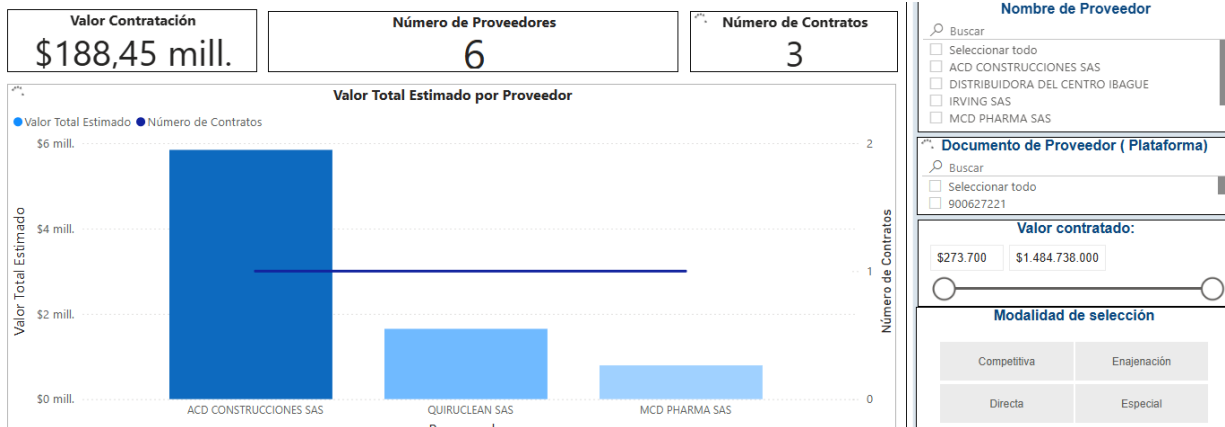 Valor Contratación
$188,45 mill.
Número de Proveedores
6
Número de Contratos
3
Valor Total Estimado por Proveedor
Valor Total Estimado Número de Contratos
$6 mill.
$4 mill.
$2 mill.
$0 mill.
Valor Total Estimado
2
1
0
Número de Contratos
ACD CONSTRUCCIONES SAS
QUIRUCLEAN SAS
MCD PHARMA SAS
Nombre de Proveedor
Buscar
Seleccionar todo
ACD CONSTRUCCIONES SAS
DISTRIBUIDORA DEL CENTRO IBAGUE
IRVING SAS
MCD PHARMA SAS
Documento de Proveedor ( Plataforma)
Buscar
Seleccionar todo
900627221
Valor contratado:
$273.700 $1.484.738.000
Modalidad de selección
Competitiva Enajenación
Directa Especial